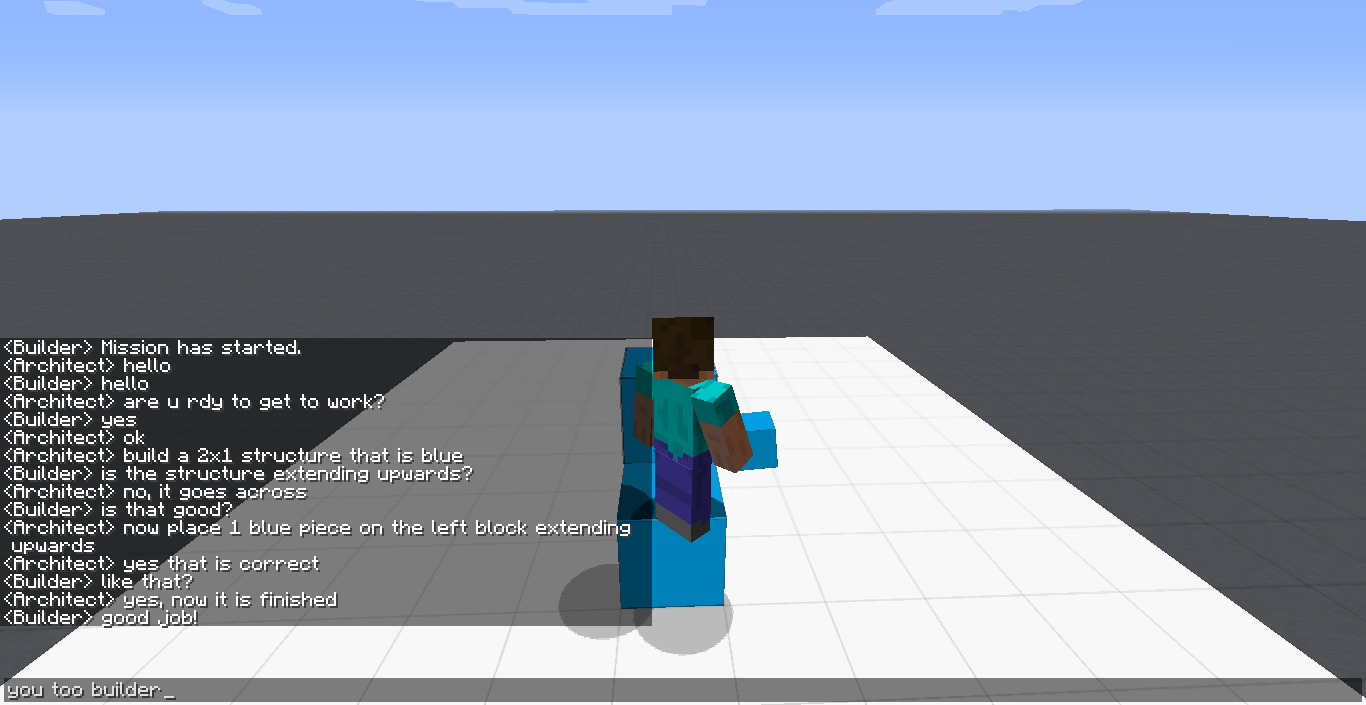 <Builder> Mission has started.
<Architect> hello
<Builder> hello
<Architect> are u rdy to get to work?
<Builder> yes
<Architect> ok
<Architect> build a 2x1 structure that is blue
<Builder> is the structure extending upwards?
<Architect> no, it goes across
<Builder> is that good?
<Architect> now place 1 blue piece on the left block extending
upwards
<Architect> yes that is correct
<Builder> like that?
<Architect> yes, now it is finished
<Builder> good job!
you too builder_